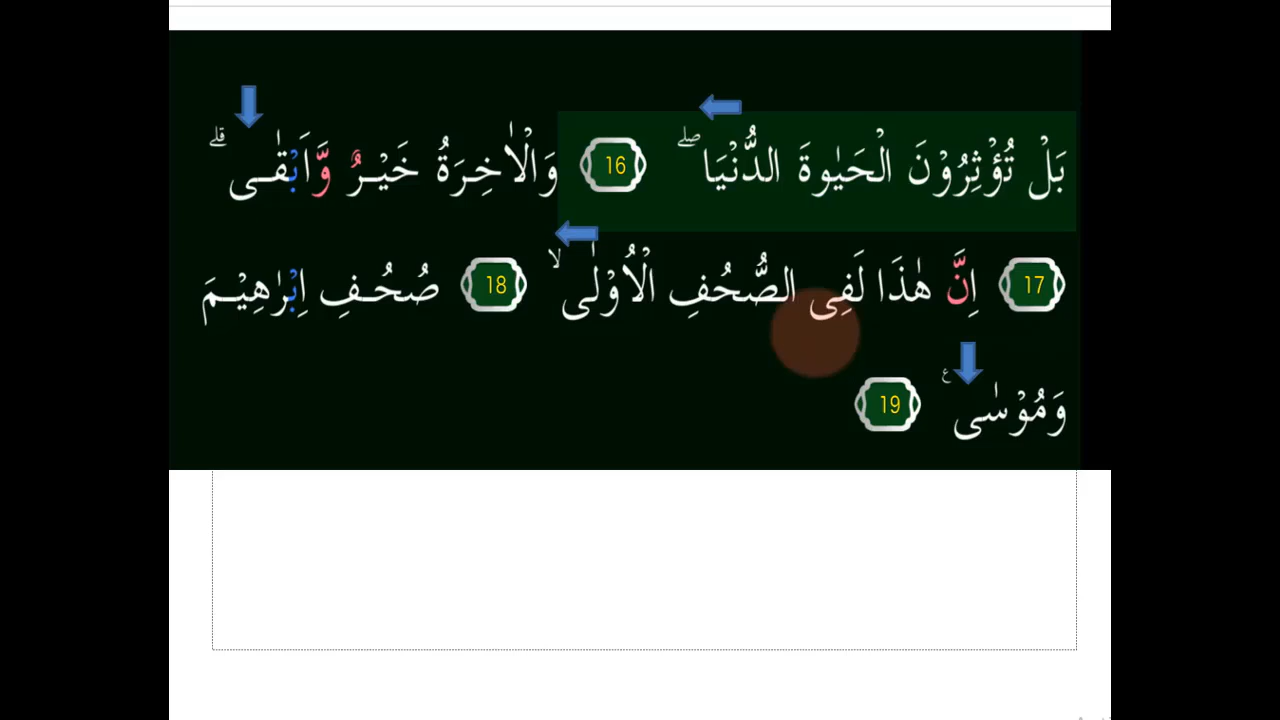 بَلْ تُؤْثِرُوْنَ الْحَيٰوةَ الدُّنْيَا ۖ 16 وَالْاٰخِرَةُ خَيْرٌ وَّاَبْقٰى ۗ
17 اِنَّ هٰذَا لَفِى الصُّحُفِ الْاُوْلٰى ۙ 18 صُحُفِ اِبْرٰهِيْمَ
وَمُوْسٰى ࣖ 19